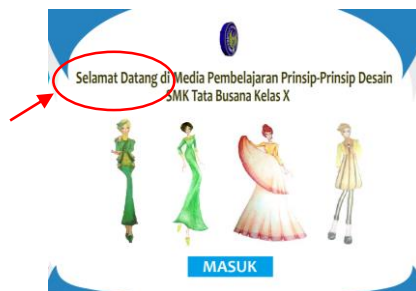 Selamat Datang di Media Pembelajaran Prinsip-Prinsip Desain
SMK Tata Busana Kelas X
MASUK